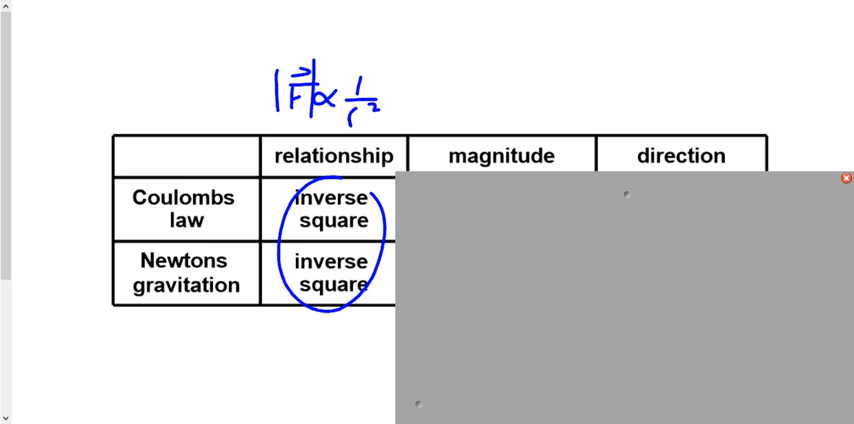 |F⃗| ∝ 1/r²
relationship magnitude direction
Coulombs law
inverse square
Newtons gravitation
inverse square